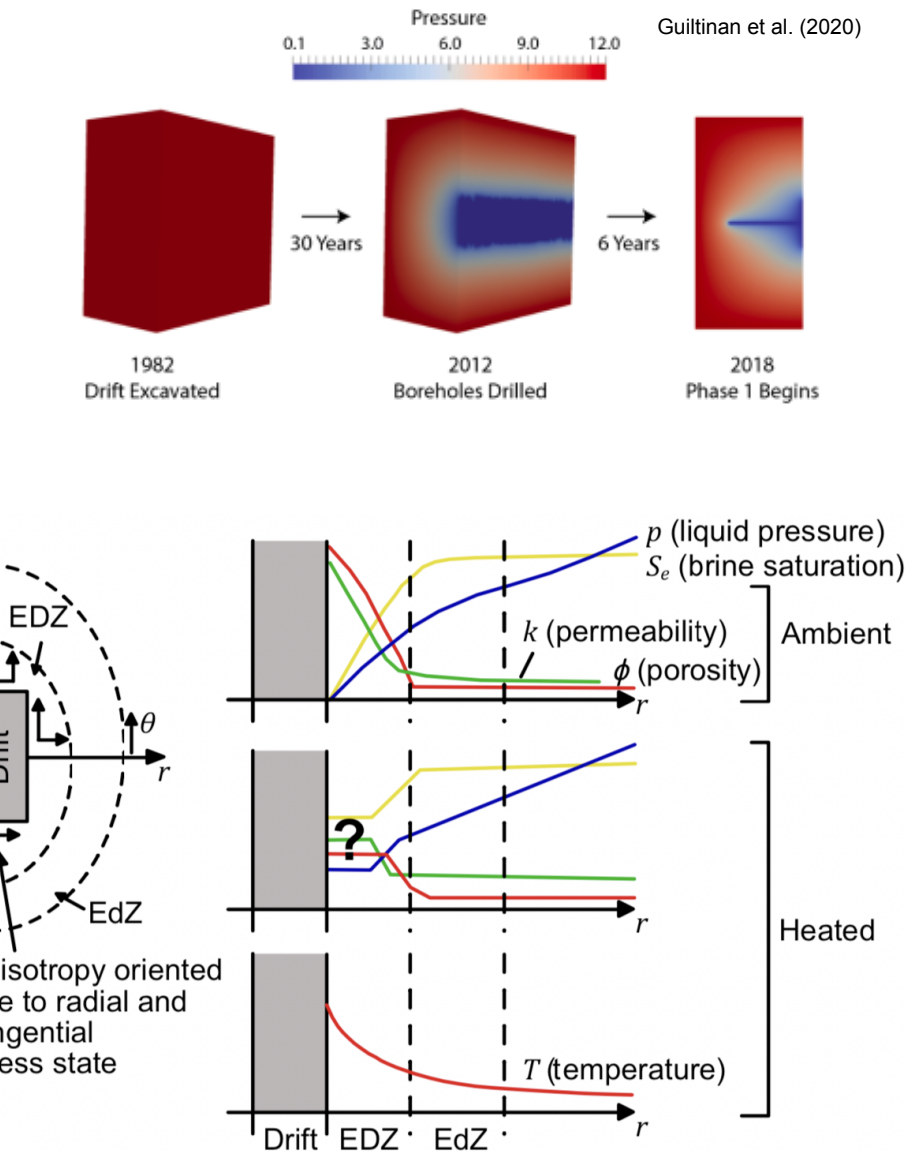 Pressure
Guiltinan et al. (2020)
0.1 3.0 6.0 9.0 12.0
30 Years
6 Years
1982
Drift Excavated
2012
Boreholes Drilled
2018
Phase 1 Begins
p (liquid pressure)
Sₑ (brine saturation)
k (permeability)
ϕ (porosity)
Ambient
r
EDZ
θ
r
EdZ
isotropy oriented
e to radial and
ngential
ess state
?
r
Heated
T (temperature)
r
Drift EDZ EdZ